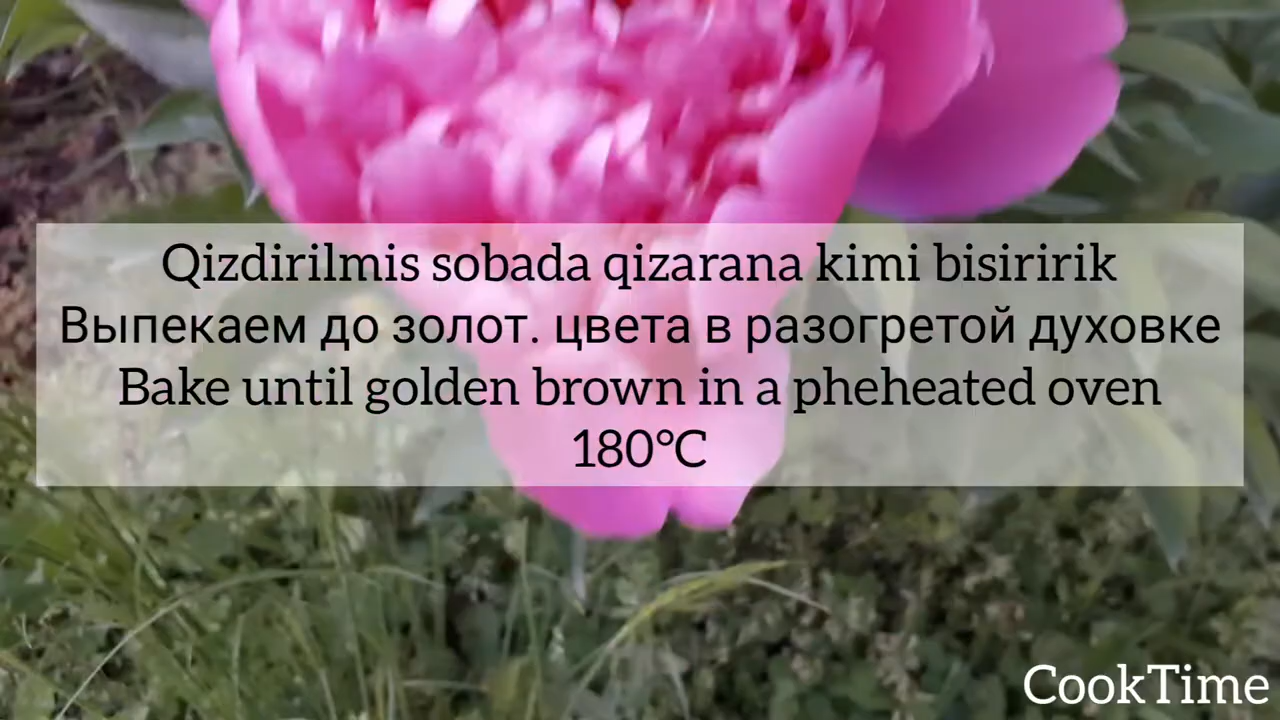 Qizdirilmis sobada qizarana kimi bisiririk
Выпекаем до золот. цвета в разогретой духовке
Bake until golden brown in a pheheated oven
180°C
CookTime